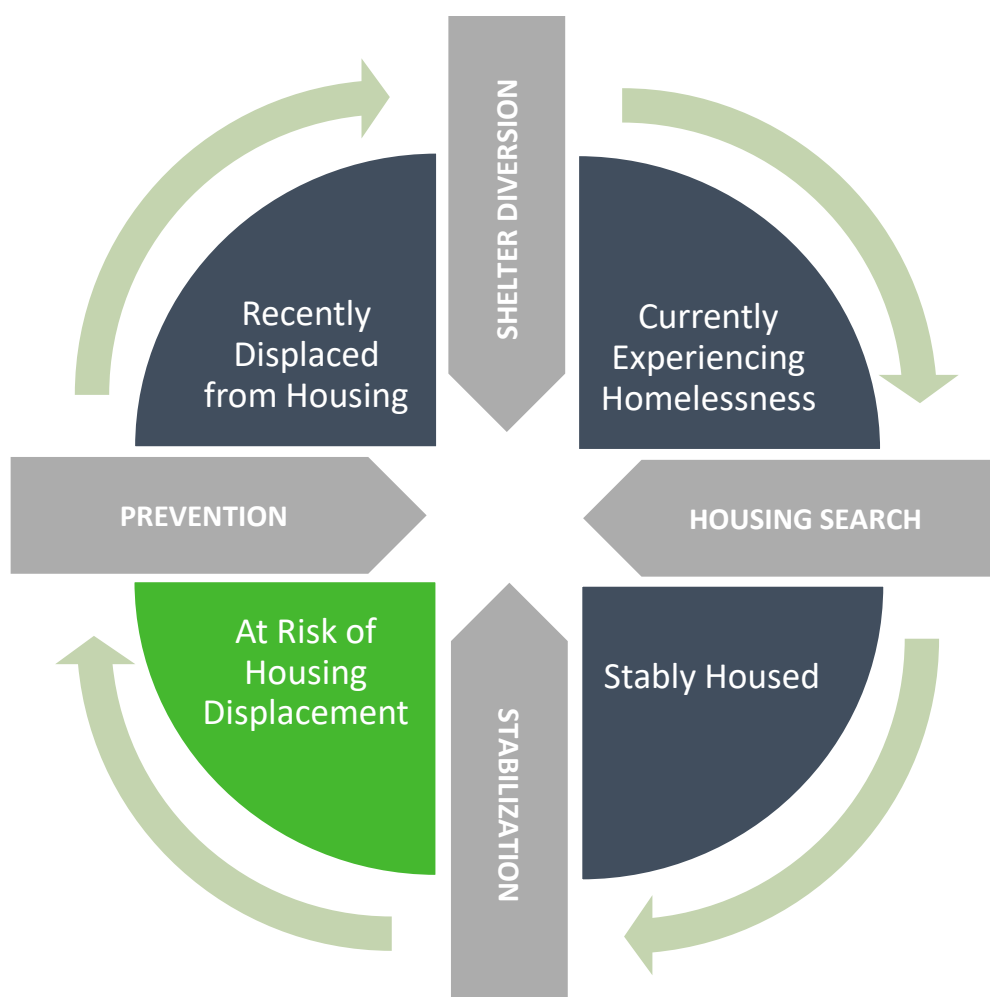 SHELTER DIVERSION
Recently
Displaced
from Housing
Currently
Experiencing
Homelessness
PREVENTION
HOUSING SEARCH
At Risk of
Housing
Displacement
Stably Housed
STABILIZATION